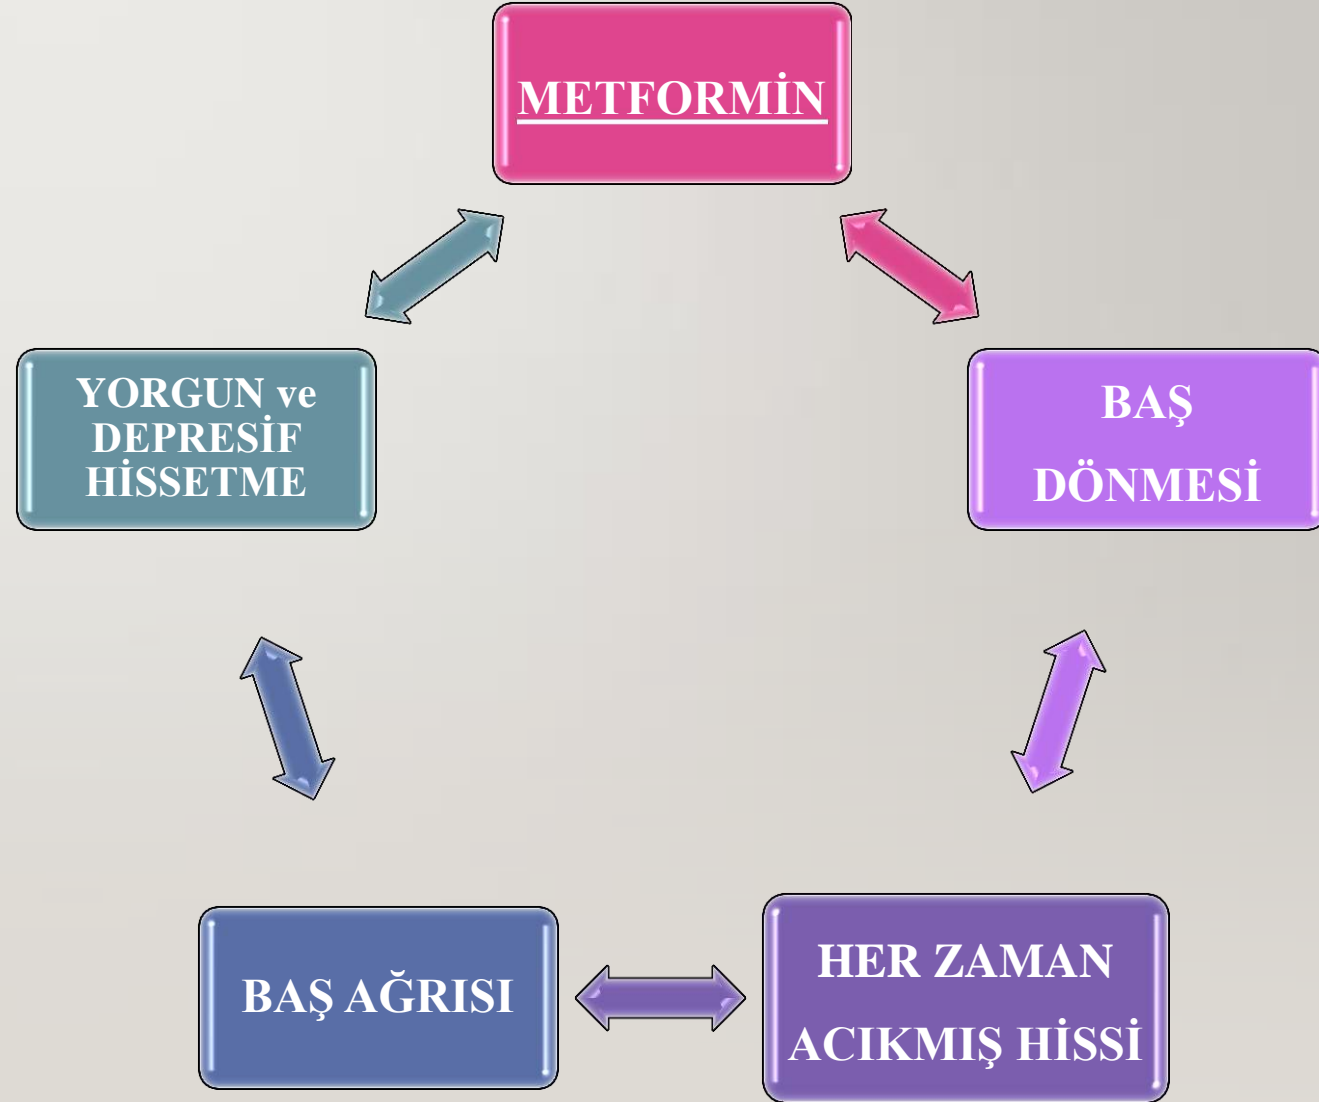 METFORMİN
YORGUN ve
DEPRESİF
HİSSETME
BAŞ
DÖNMESİ
BAŞ AĞRISI
HER ZAMAN
ACIKMIŞ HİSSİ